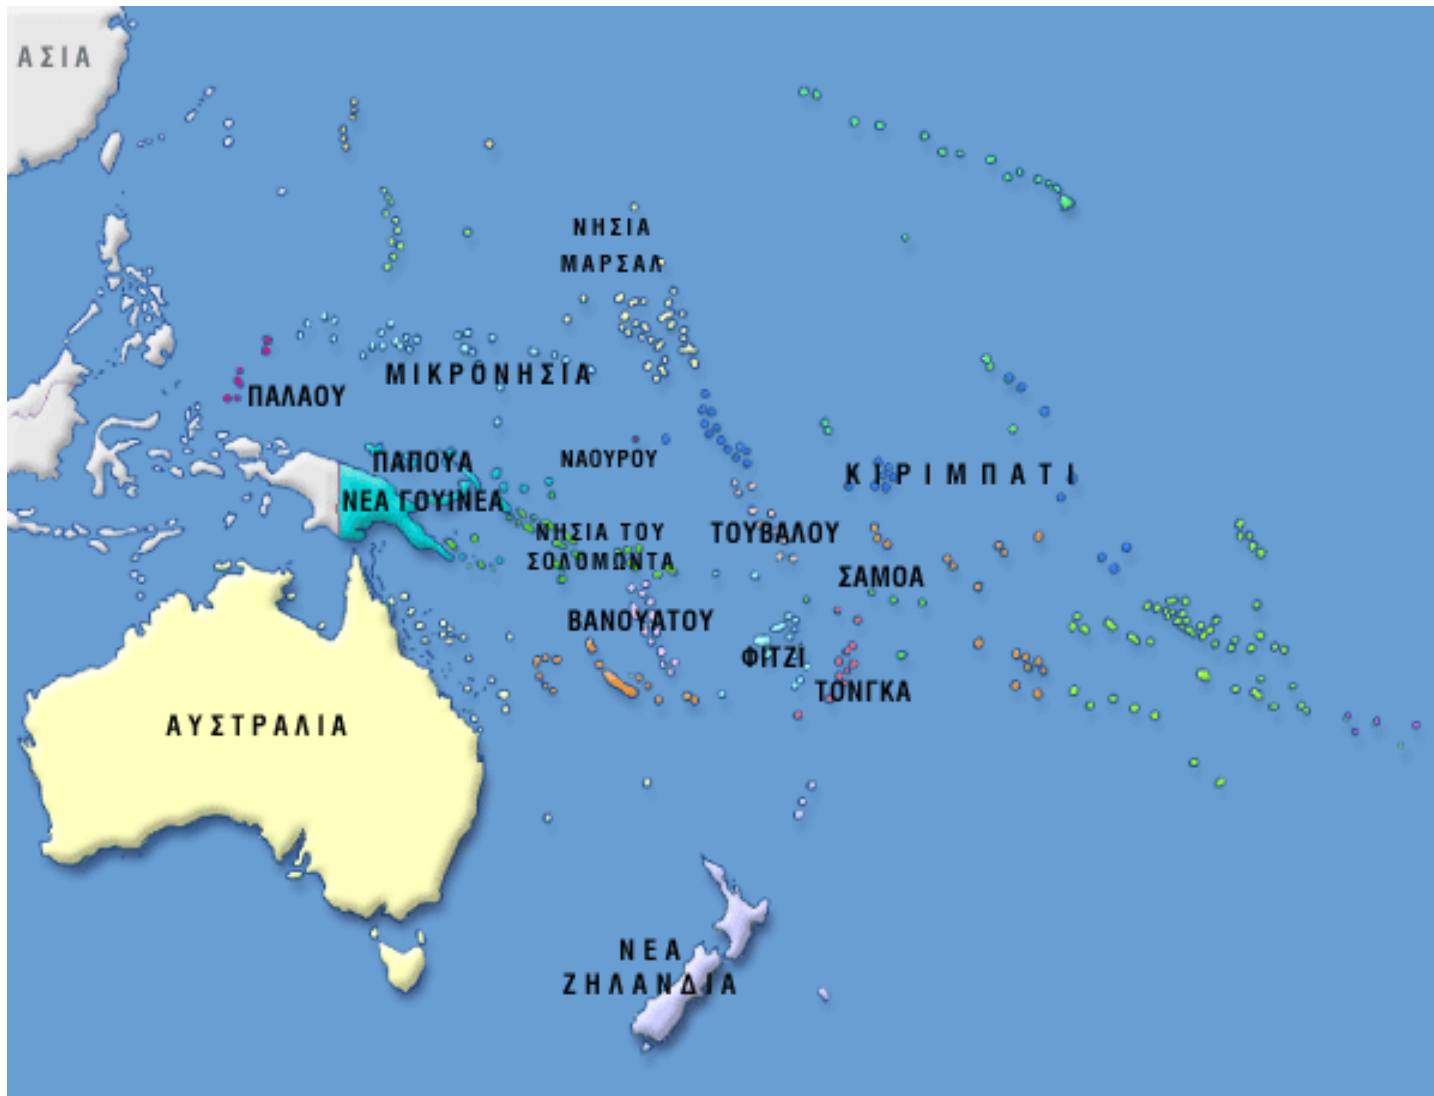 ΑΣΙΑ
ΝΗΣΙΑ
ΜΑΡΣΑΛ
ΜΙΚΡΟΝΗΣΙΑ
ΠΑΛΑΟΥ
ΠΑΠΟΥΑ
ΝΕΑ ΓΟΥΙΝΕΑ
ΝΑΟΥΡΟΥ
ΚΙΡΙΜΠΑΤΙ
ΝΗΣΙΑ ΤΟΥ
ΣΟΛΟΜΩΝΤΑ
ΤΟΥΒΑΛΟΥ
ΣΑΜΟΑ
ΒΑΝΟΥΑΤΟΥ
ΦΙΤΖΙ
ΤΟΝΓΚΑ
ΑΥΣΤΡΑΛΙΑ
ΝΕΑ
ΖΗΛΑΝΔΙΑ